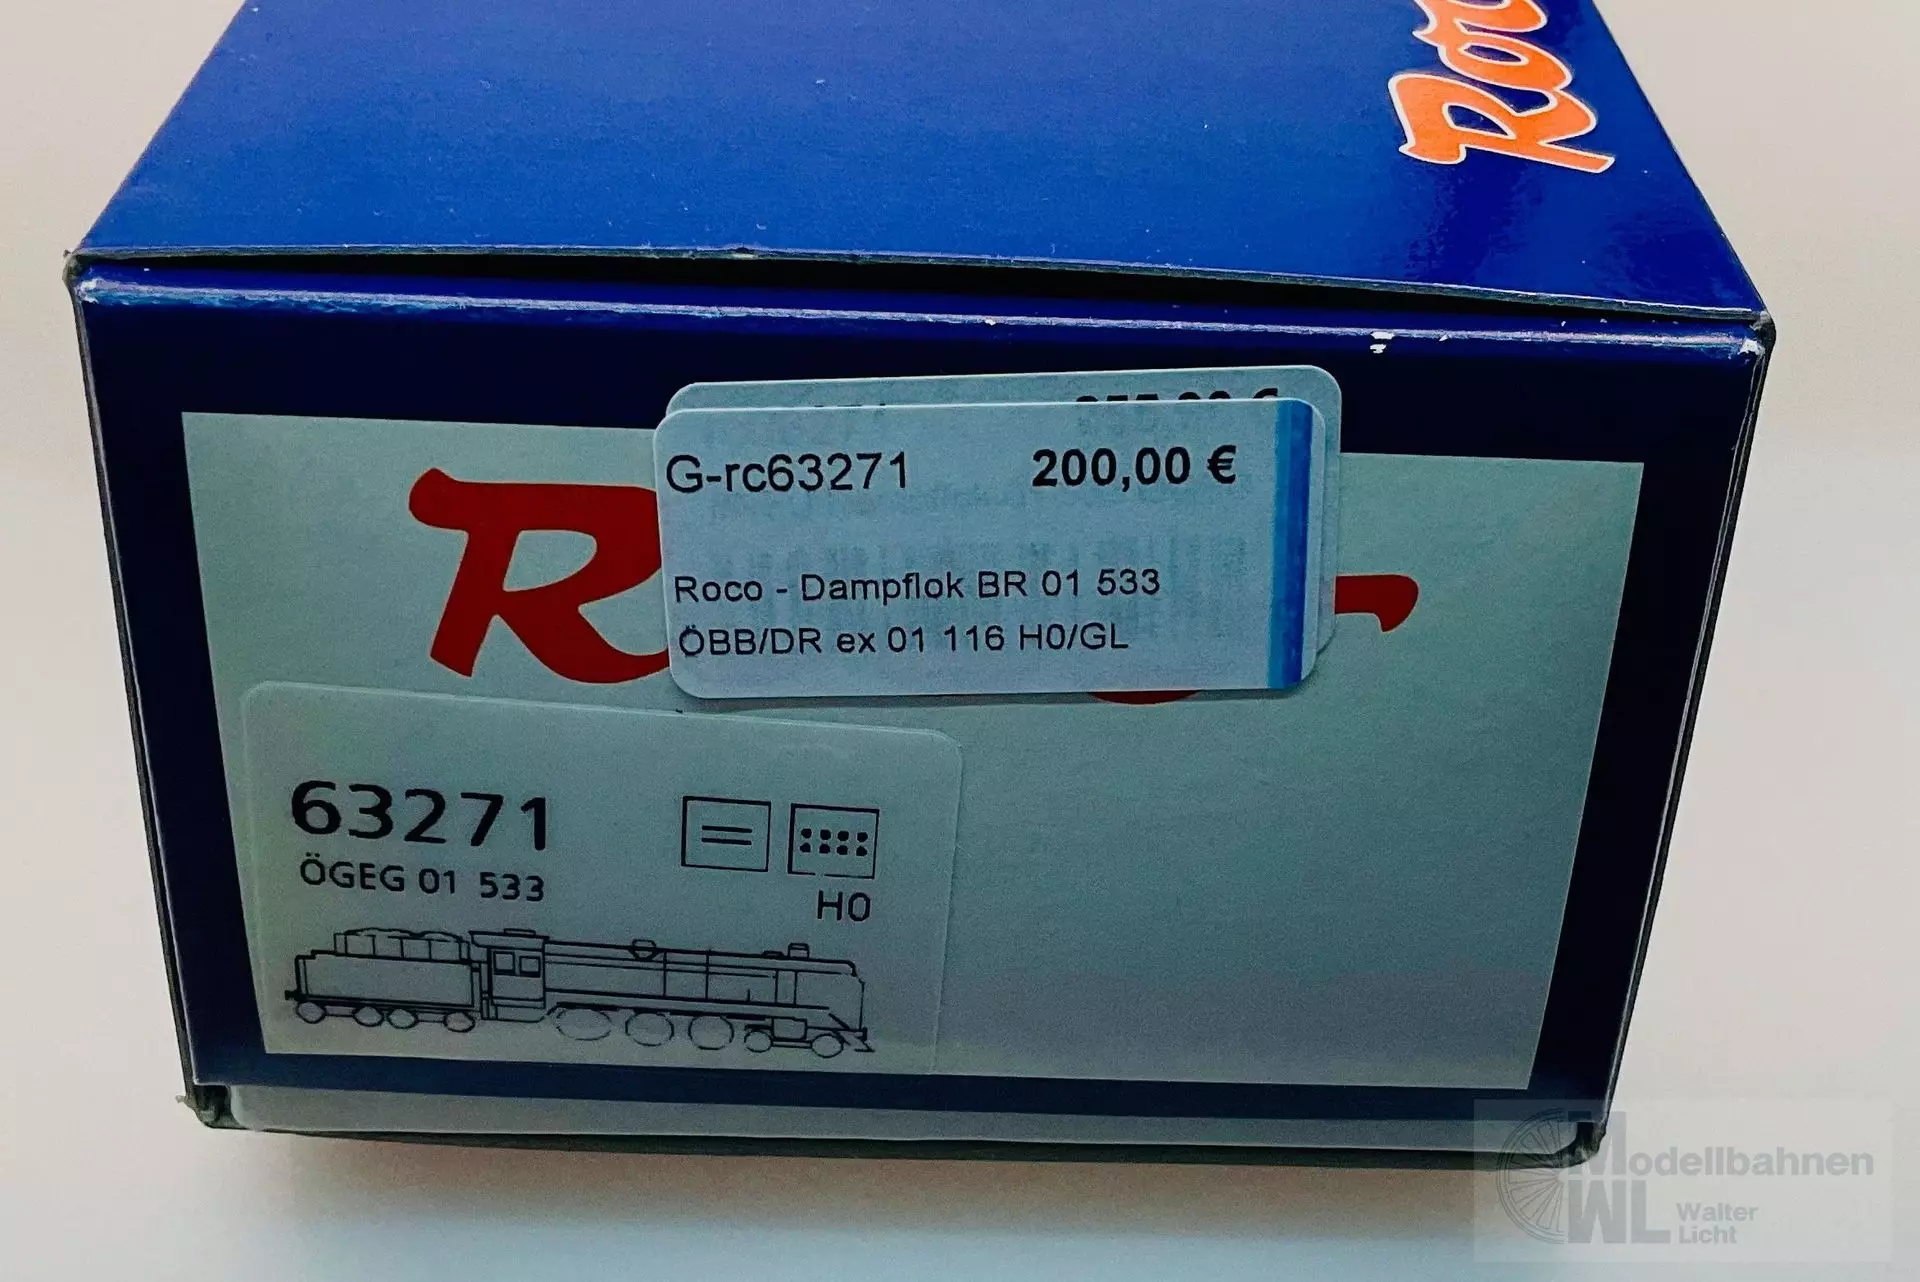 Ro
G-rc63271 200,00 €
Roco - Dampflok BR 01 533
ÖBB/DR ex 01 116 H0/GL
R
63271
ÖGEG 01 533
H0
Modellbahnen
WL Walter
Licht